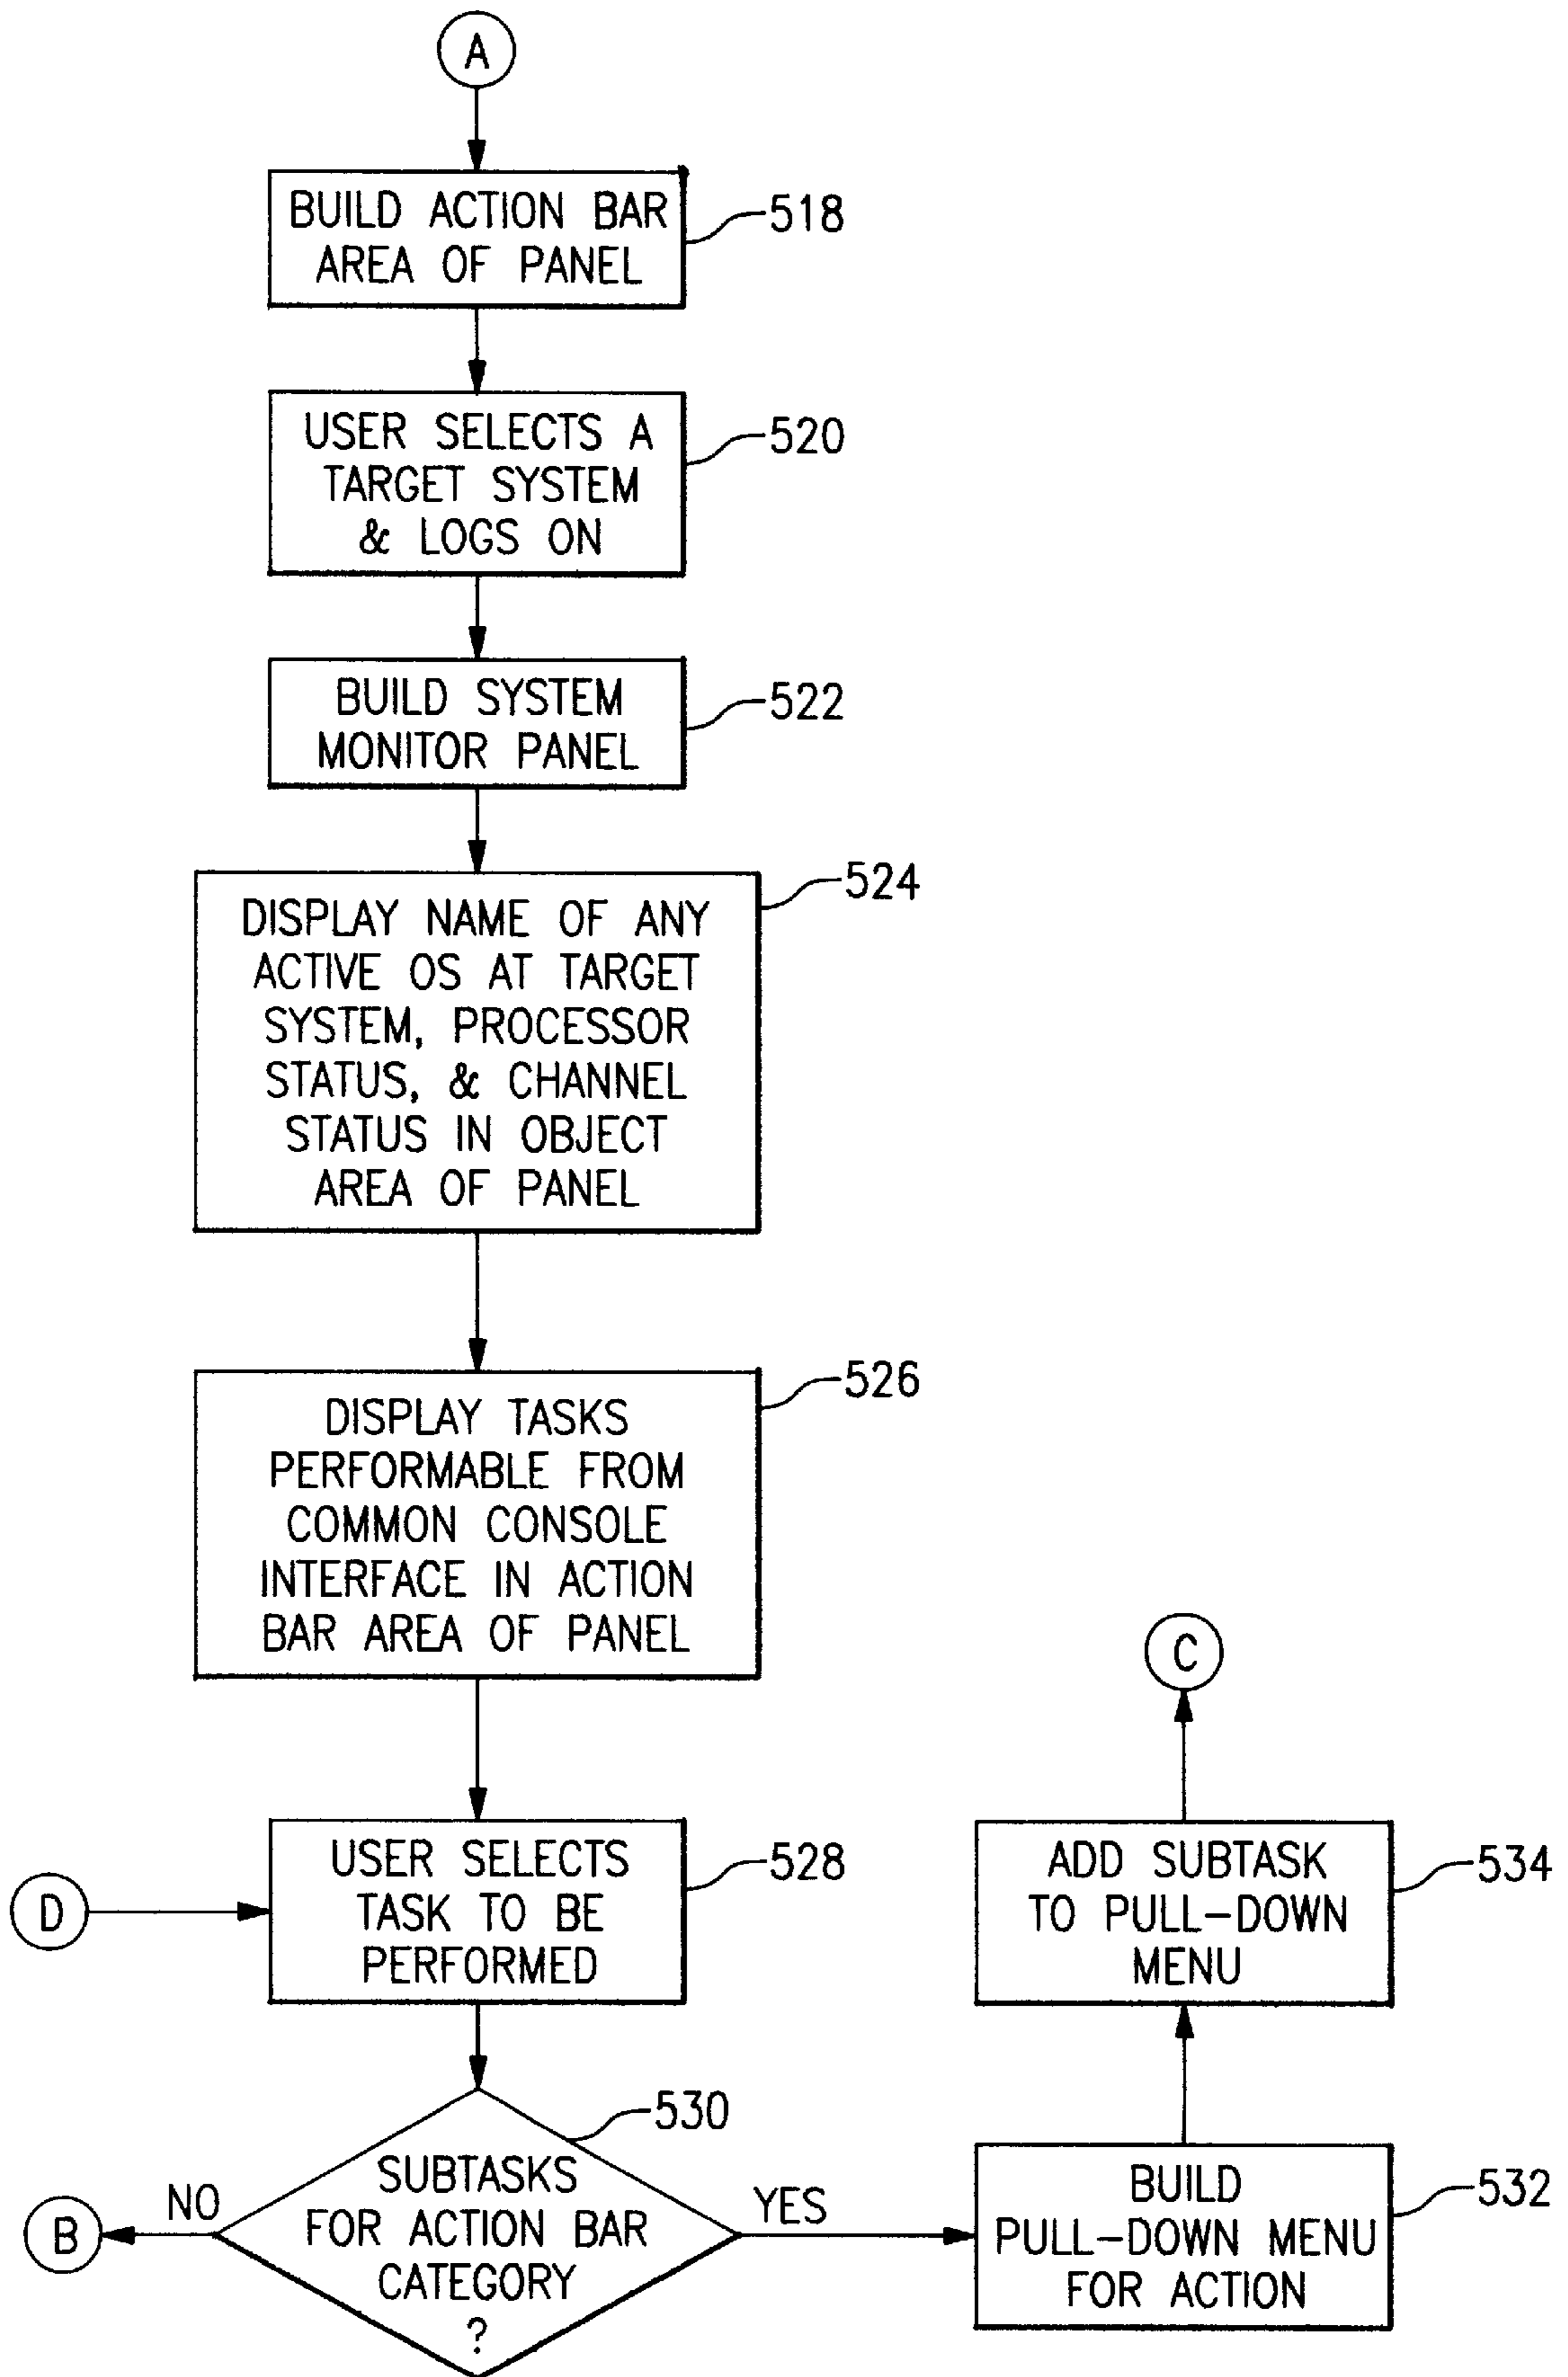 A
BUILD ACTION BAR
AREA OF PANEL
518
USER SELECTS A
TARGET SYSTEM
& LOGS ON
520
BUILD SYSTEM
MONITOR PANEL
522
DISPLAY NAME OF ANY
ACTIVE OS AT TARGET
SYSTEM, PROCESSOR
STATUS, & CHANNEL
STATUS IN OBJECT
AREA OF PANEL
524
DISPLAY TASKS
PERFORMABLE FROM
COMMON CONSOLE
INTERFACE IN ACTION
BAR AREA OF PANEL
526
D
USER SELECTS
TASK TO BE
PERFORMED
528
SUBTASKS
FOR ACTION BAR
CATEGORY
?
530
NO
B
YES
BUILD
PULL-DOWN MENU
FOR ACTION
532
ADD SUBTASK
TO PULL-DOWN
MENU
534
C